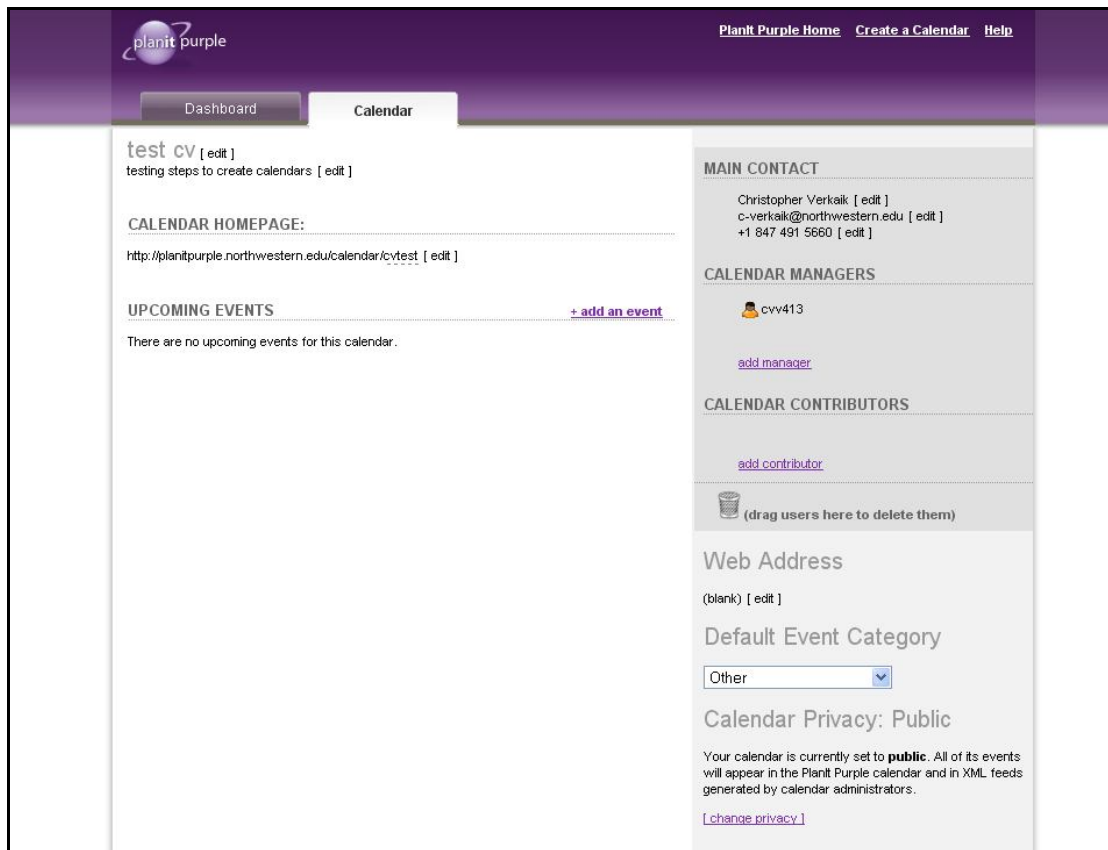 planit purple
PlanIt Purple Home Create a Calendar Help
Dashboard Calendar
test cv [ edit ]
testing steps to create calendars [ edit ]
CALENDAR HOMEPAGE:
http://planitpurple.northwestern.edu/calendar/cvtest [ edit ]
UPCOMING EVENTS + add an event
There are no upcoming events for this calendar.
MAIN CONTACT
Christopher Verkaik [ edit ]
c-verkaik@northwestern.edu [ edit ]
+1 847 491 5660 [ edit ]
CALENDAR MANAGERS
cvv413
add manager
CALENDAR CONTRIBUTORS
add contributor
(drag users here to delete them)
Web Address
(blank) [ edit ]
Default Event Category
Other
Calendar Privacy: Public
Your calendar is currently set to public. All of its events
will appear in the PlanIt Purple calendar and in XML feeds
generated by calendar administrators.
[ change privacy ]